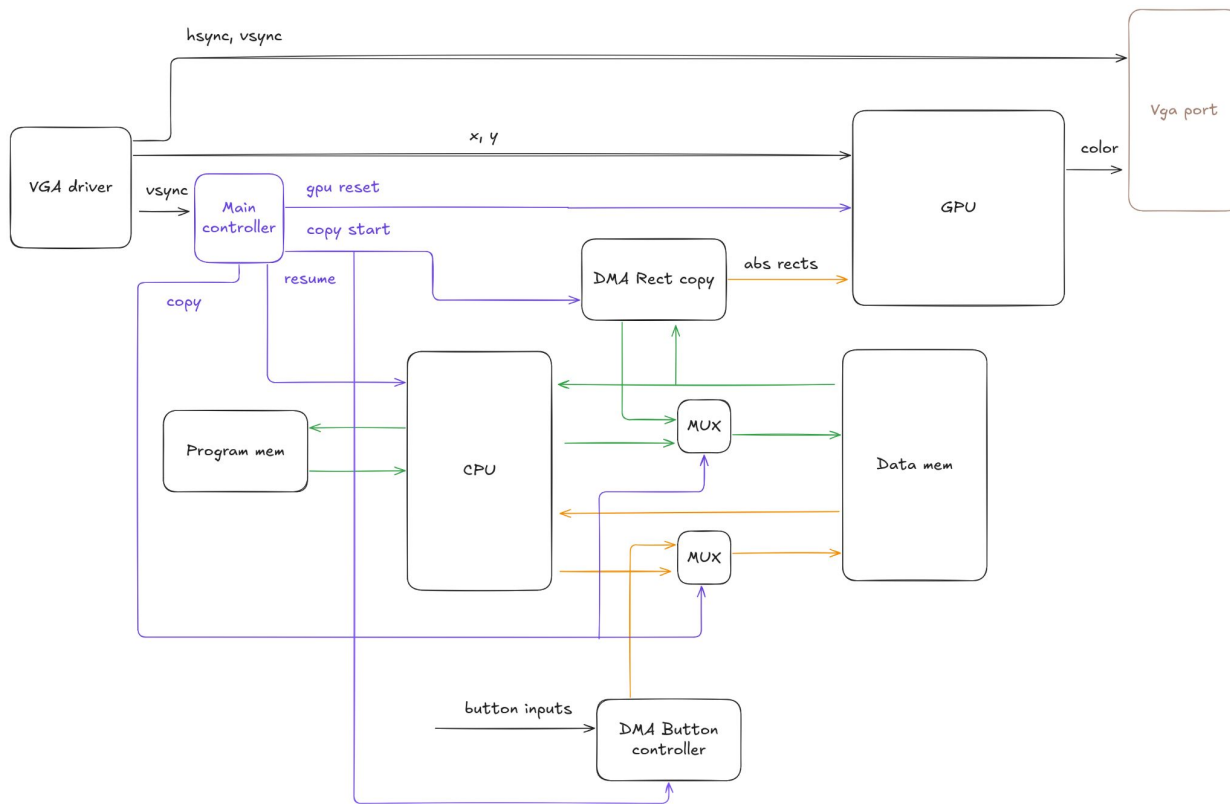 hsync, vsync
Vga port
x, y
color
VGA driver
vsync
gpu reset
Main
controller
GPU
copy start
abs rects
resume
DMA Rect copy
copy
MUX
Program mem
CPU
Data mem
MUX
button inputs
DMA Button
controller